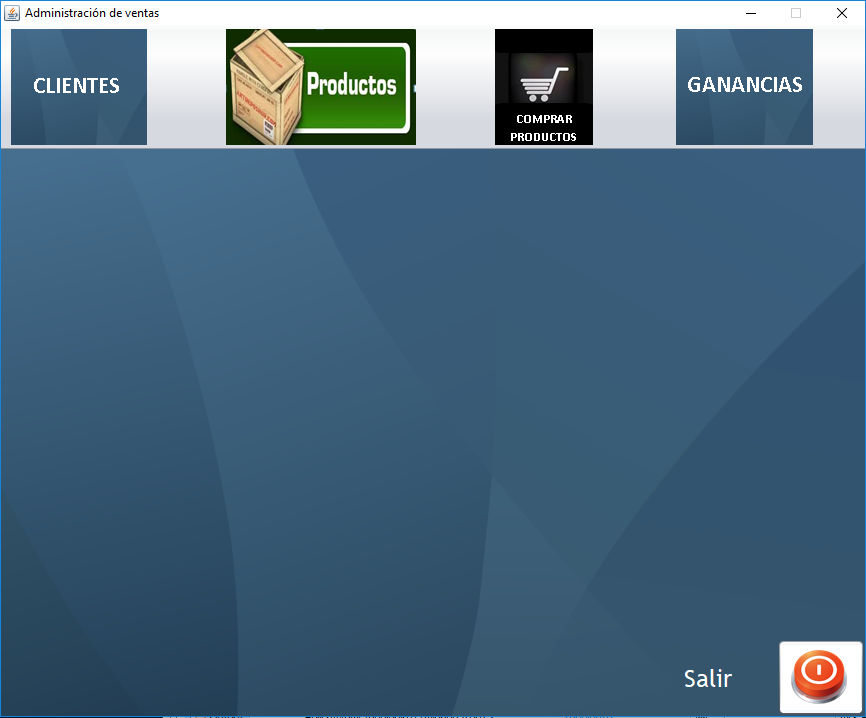 Administración de ventas
CLIENTES
Productos
COMPRAR
PRODUCTOS
GANANCIAS
Salir